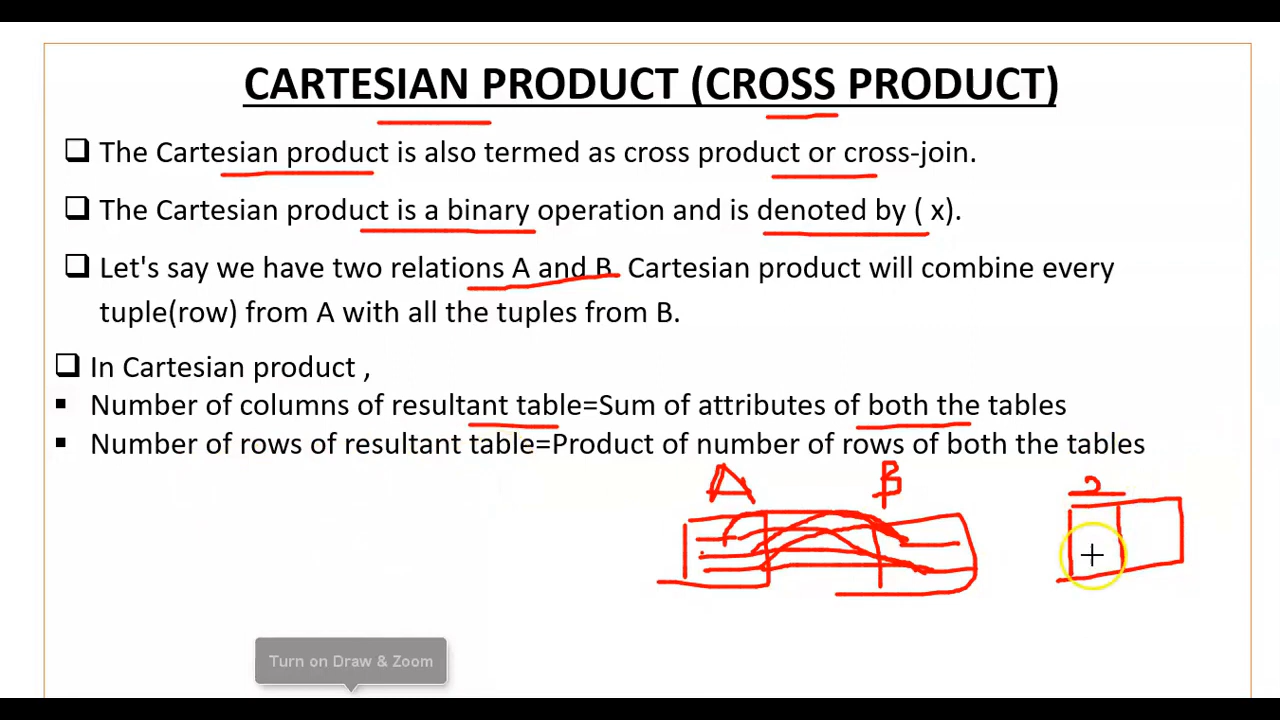 CARTESIAN PRODUCT (CROSS PRODUCT)
The Cartesian product is also termed as cross product or cross-join.
The Cartesian product is a binary operation and is denoted by ( x).
Let's say we have two relations A and B. Cartesian product will combine every
tuple(row) from A with all the tuples from B.
In Cartesian product ,
Number of columns of resultant table=Sum of attributes of both the tables
Number of rows of resultant table=Product of number of rows of both the tables
A B 2
Turn on Draw & Zoom